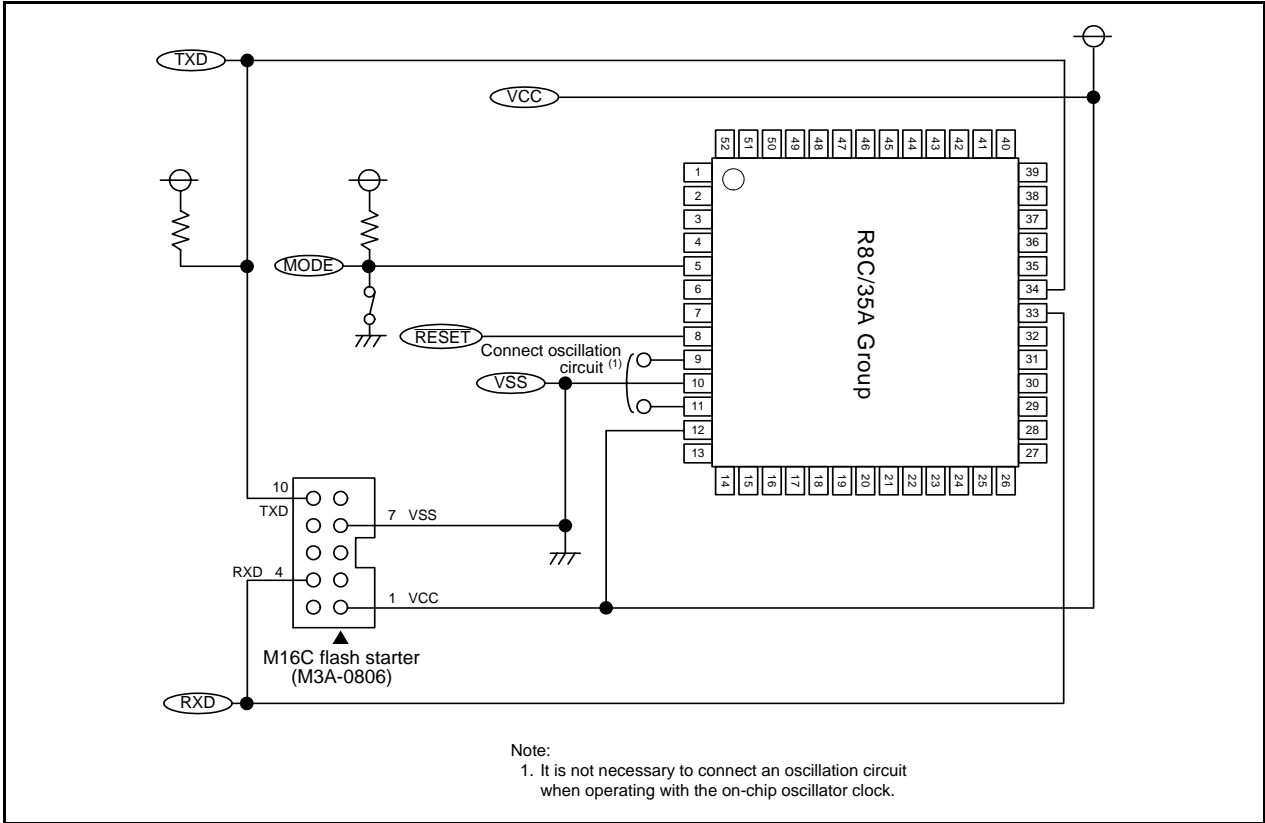 TXD
VCC
52 51 50 49 48 47 46 45 44 43 42 41 40
1
2
3
4
5
6
7
8
9
10
11
12
13
39
38
37
36
35
34
33
32
31
30
29
28
27
R8C/35A Group
14 15 16 17 18 19 20 21 22 23 24 25 26
MODE
RESET
Connect oscillation
circuit (1)
VSS
10
TXD
7 VSS
RXD 4
1 VCC
M16C flash starter
(M3A-0806)
RXD
Note:
1. It is not necessary to connect an oscillation circuit
when operating with the on-chip oscillator clock.